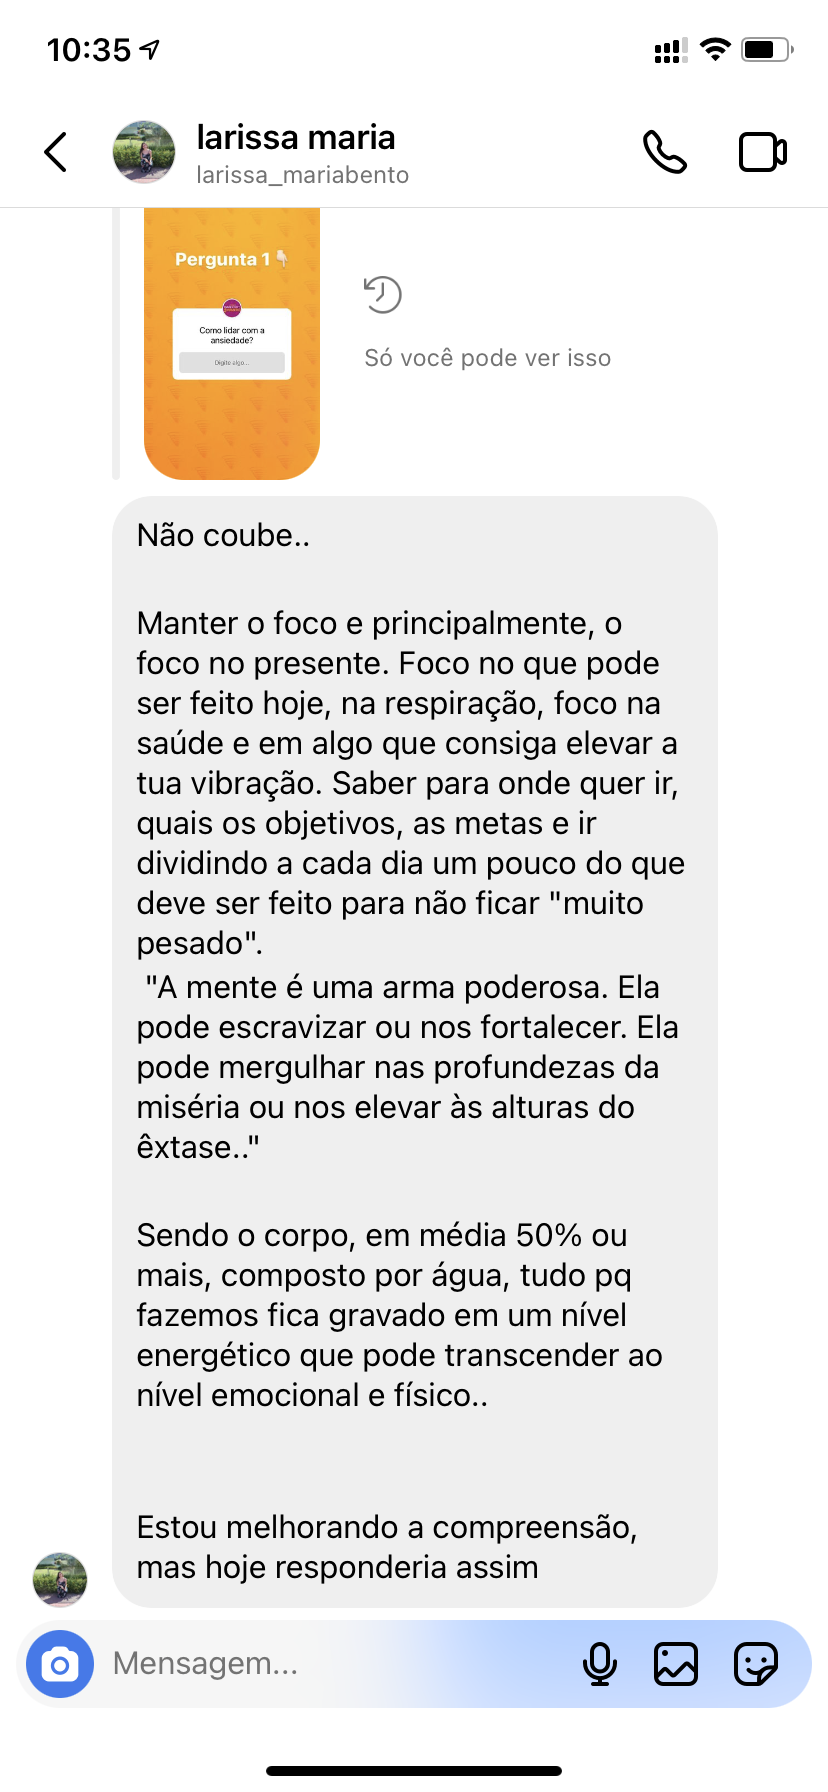 10:35
larissa maria
larissa_mariabento
Pergunta 1
Como lidar com a
ansiedade?
Digite algo...
Só você pode ver isso
Não coube..
Manter o foco e principalmente, o
foco no presente. Foco no que pode
ser feito hoje, na respiração, foco na
saúde e em algo que consiga elevar a
tua vibração. Saber para onde quer ir,
quais os objetivos, as metas e ir
dividindo a cada dia um pouco do que
deve ser feito para não ficar "muito
pesado".
"A mente é uma arma poderosa. Ela
pode escravizar ou nos fortalecer. Ela
pode mergulhar nas profundezas da
miséria ou nos elevar às alturas do
êxtase.."
Sendo o corpo, em média 50% ou
mais, composto por água, tudo pq
fazemos fica gravado em um nível
energético que pode transcender ao
nível emocional e físico..
Estou melhorando a compreensão,
mas hoje responderia assim
Mensagem...